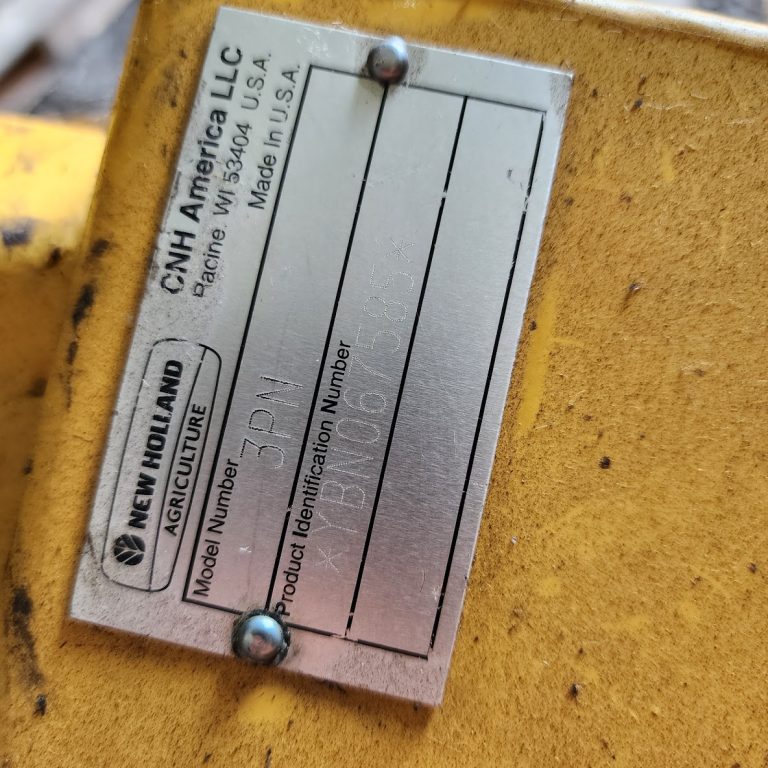 CNH America LLC
Racine, WI 53404 U.S.A.
Made In U.S.A.
NEW HOLLAND
AGRICULTURE
Model Number
3PN
Product Identification Number
*YBN067585*